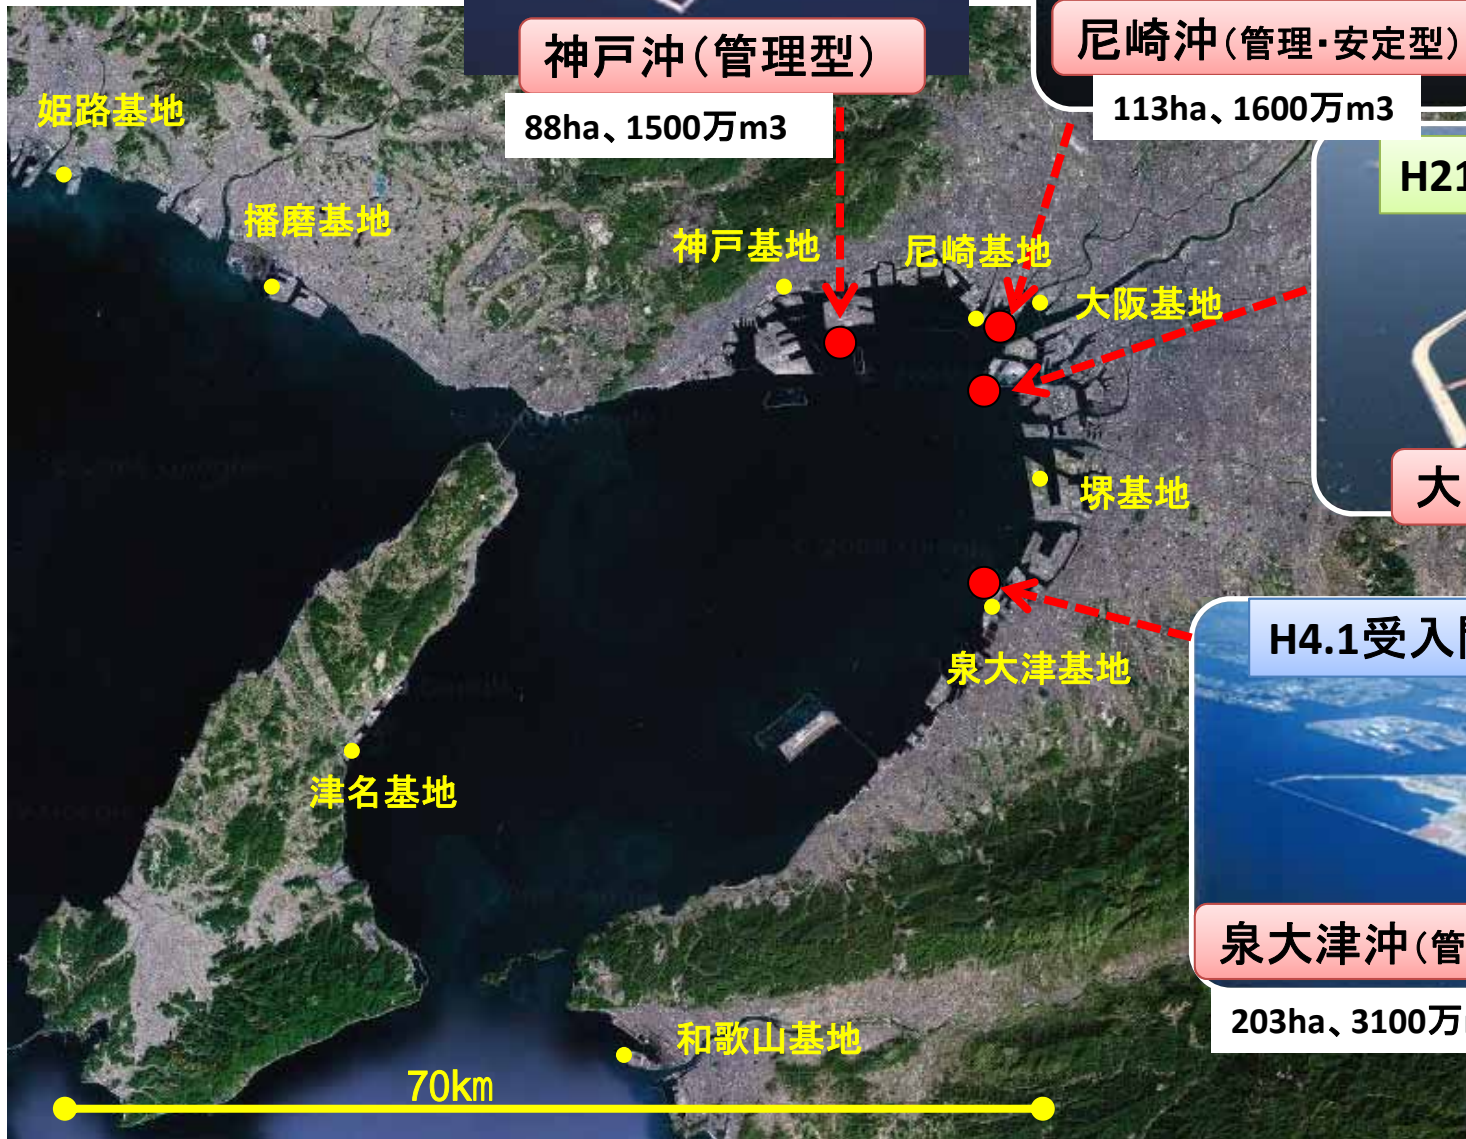 神戸沖（管理型）
88ha、1500万m3
尼崎沖（管理・安定型）
113ha、1600万m3
姫路基地
播磨基地
神戸基地
尼崎基地
大阪基地
H21
大
堺基地
H4.1受入
泉大津基地
津名基地
泉大津沖（管
203ha、3100万
和歌山基地
70km